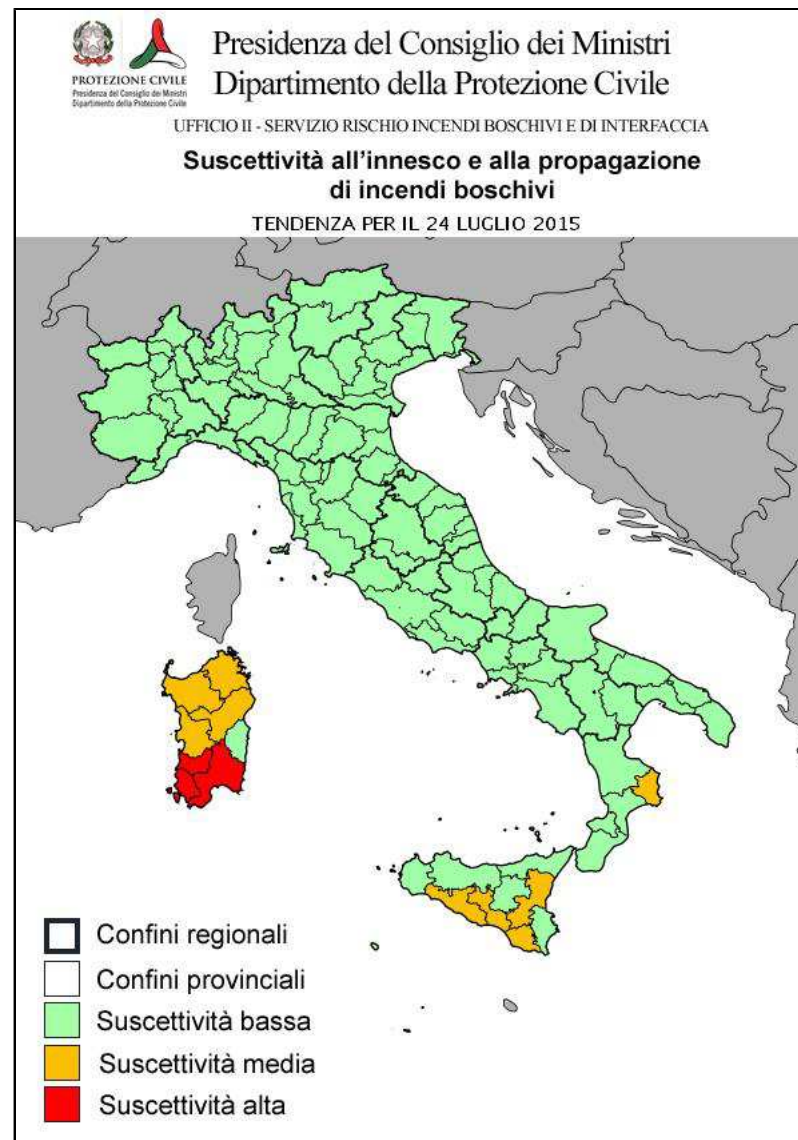 PROTEZIONE CIVILE
Presidenza del Consiglio dei Ministri
Dipartimento della Protezione Civile
Presidenza del Consiglio dei Ministri
Dipartimento della Protezione Civile
UFFICIO II - SERVIZIO RISCHIO INCENDI BOSCHIVI E DI INTERFACCIA
Suscettività all'innesco e alla propagazione
di incendi boschivi
TENDENZA PER IL 24 LUGLIO 2015
Confini regionali
Confini provinciali
Suscettività bassa
Suscettività media
Suscettività alta